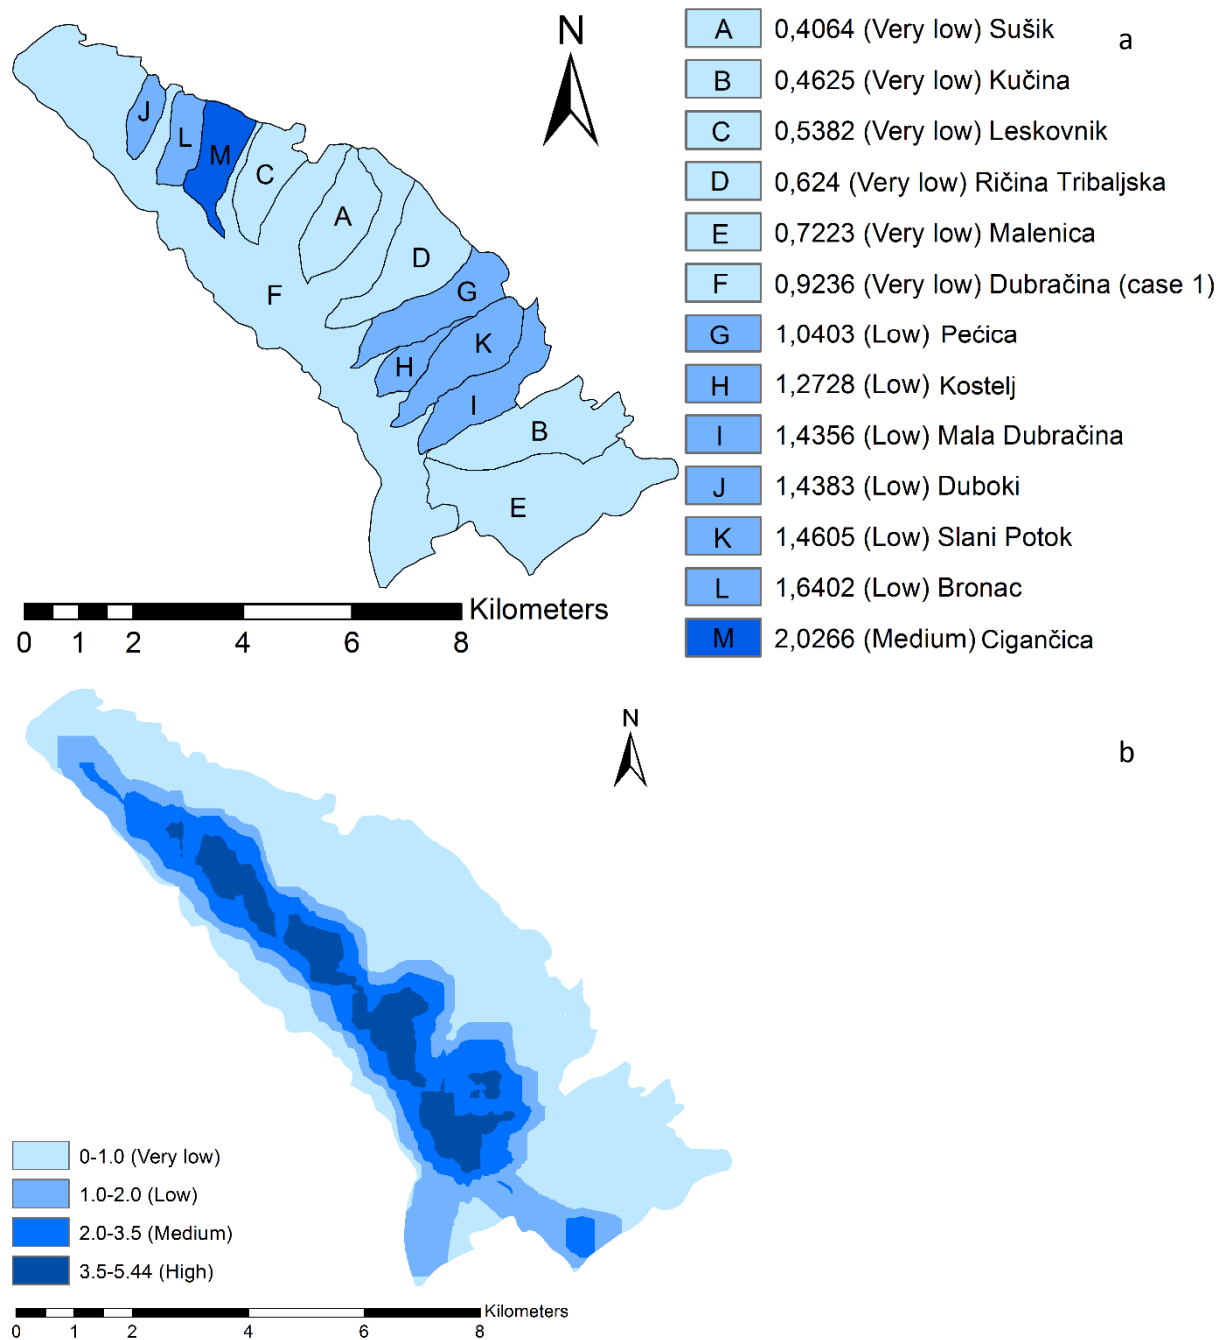 N
a
A 0,4064 (Very low) Sušik
B 0,4625 (Very low) Kučina
C 0,5382 (Very low) Leskovnik
D 0,624 (Very low) Ričina Tribaljska
E 0,7223 (Very low) Malenica
F 0,9236 (Very low) Dubračina (case 1)
G 1,0403 (Low) Pećica
H 1,2728 (Low) Kostelj
I 1,4356 (Low) Mala Dubračina
J 1,4383 (Low) Duboki
K 1,4605 (Low) Slani Potok
L 1,6402 (Low) Bronac
M 2,0266 (Medium) Cigančica
J
L
M
C
A
D
F
G
K
H
I
B
E
Kilometers
0 1 2 4 6 8
N
b
0-1.0 (Very low)
1.0-2.0 (Low)
2.0-3.5 (Medium)
3.5-5.44 (High)
Kilometers
0 1 2 4 6 8